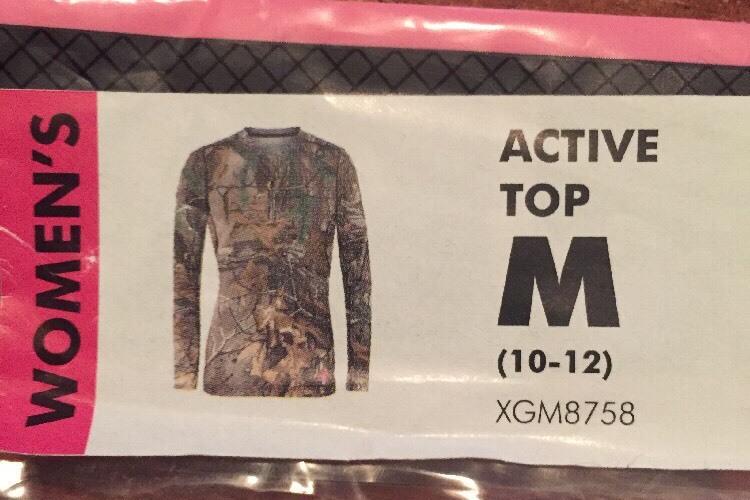 WOMEN'S
ACTIVE
TOP
M
(10-12)
XGM8758